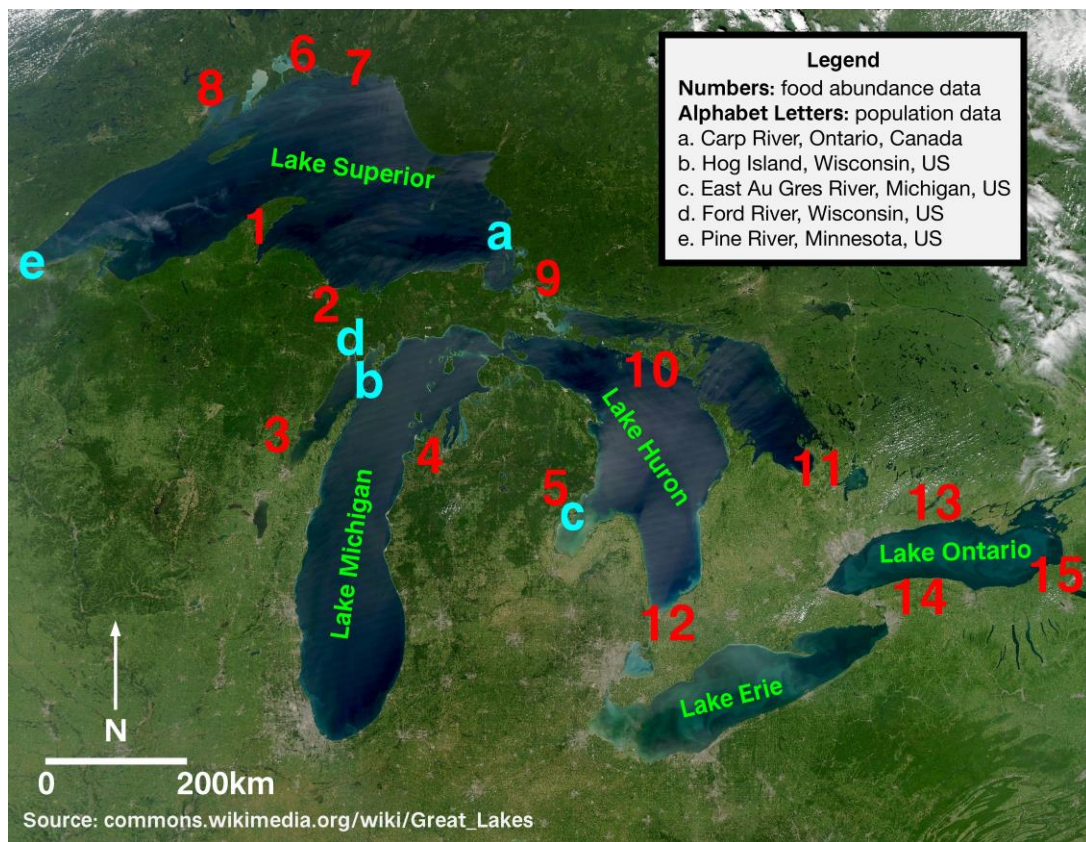 Legend
Numbers: food abundance data
Alphabet Letters: population data
a. Carp River, Ontario, Canada
b. Hog Island, Wisconsin, US
c. East Au Gres River, Michigan, US
d. Ford River, Wisconsin, US
e. Pine River, Minnesota, US
6
7
8
Lake Superior
1
a
e
9
2
d
b
10
Lake Huron
3
4
11
5
c
13
Lake Michigan
Lake Ontario
15
14
12
Lake Erie
N
0 200km
Source: commons.wikimedia.org/wiki/Great_Lakes